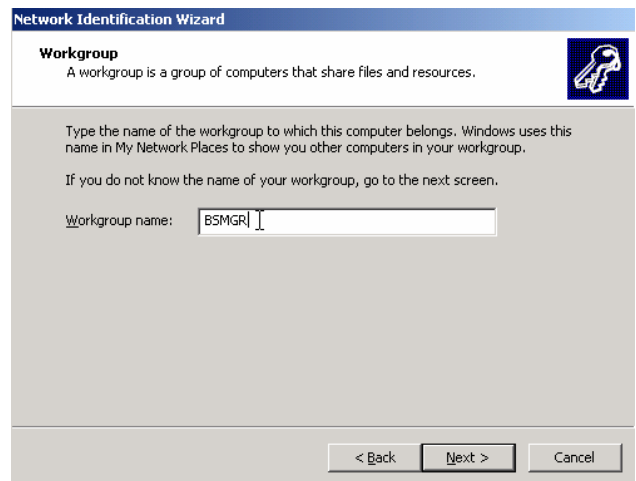 Network Identification Wizard
Workgroup
A workgroup is a group of computers that share files and resources.
Type the name of the workgroup to which this computer belongs. Windows uses this
name in My Network Places to show you other computers in your workgroup.
If you do not know the name of your workgroup, go to the next screen.
Workgroup name: BSMGR
< Back Next > Cancel